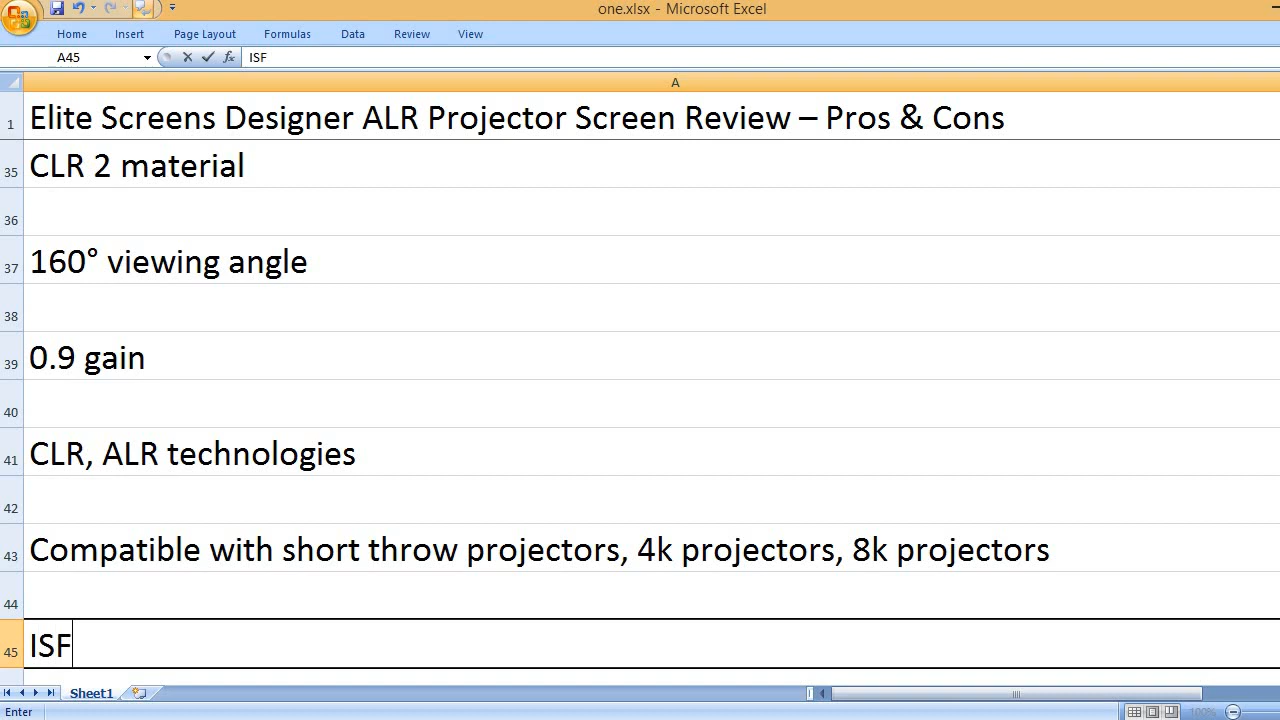 one.xlsx - Microsoft Excel
Home Insert Page Layout Formulas Data Review View
A45 fx ISF
A
1 Elite Screens Designer ALR Projector Screen Review – Pros & Cons
35 CLR 2 material
36
37 160° viewing angle
38
39 0.9 gain
40
41 CLR, ALR technologies
42
43 Compatible with short throw projectors, 4k projectors, 8k projectors
44
45 ISF
Sheet1
Enter 100%